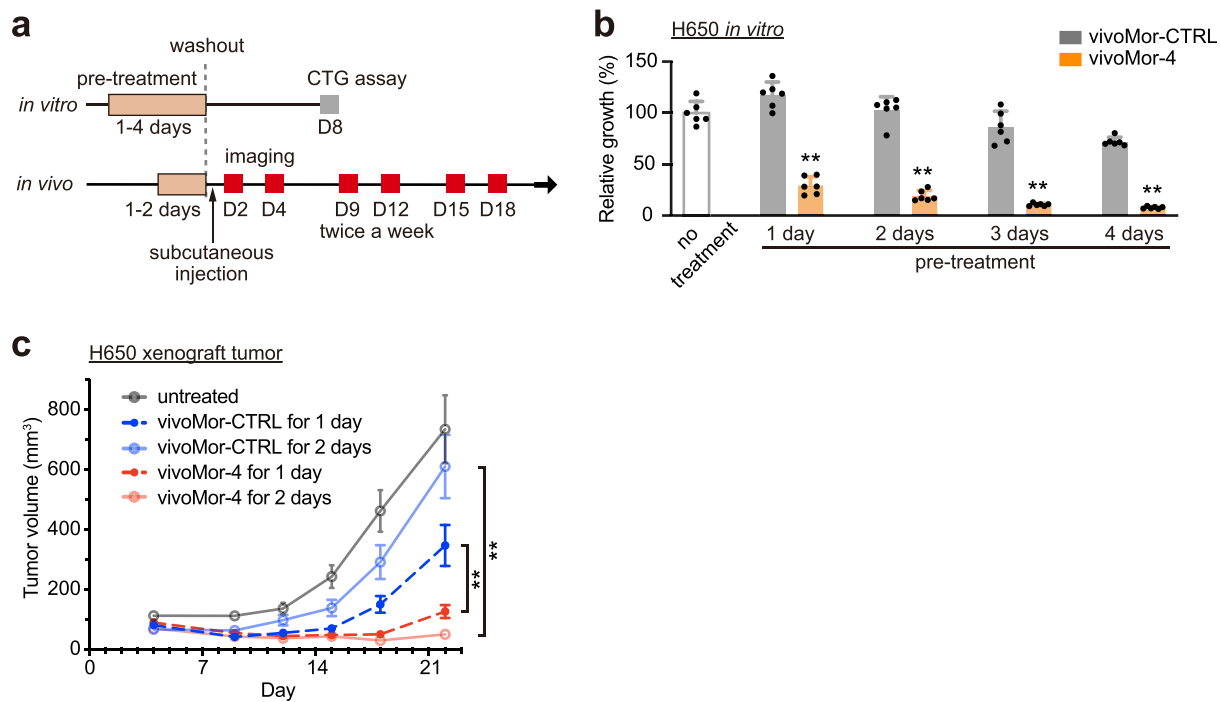 a
washout
pre-treatment
CTG assay
in vitro
1-4 days
D8
imaging
in vivo
1-2 days
D2 D4 D9 D12 D15 D18
twice a week
subcutaneous
injection
b
H650 in vitro
vivoMor-CTRL
vivoMor-4
Relative growth (%)
150
100
50
0
** ** ** **
no
treatment
1 day 2 days 3 days 4 days
pre-treatment
c
H650 xenograft tumor
untreated
vivoMor-CTRL for 1 day
vivoMor-CTRL for 2 days
vivoMor-4 for 1 day
vivoMor-4 for 2 days
Tumor volume (mm³)
800
600
400
200
0
** **
0 7 14 21
Day